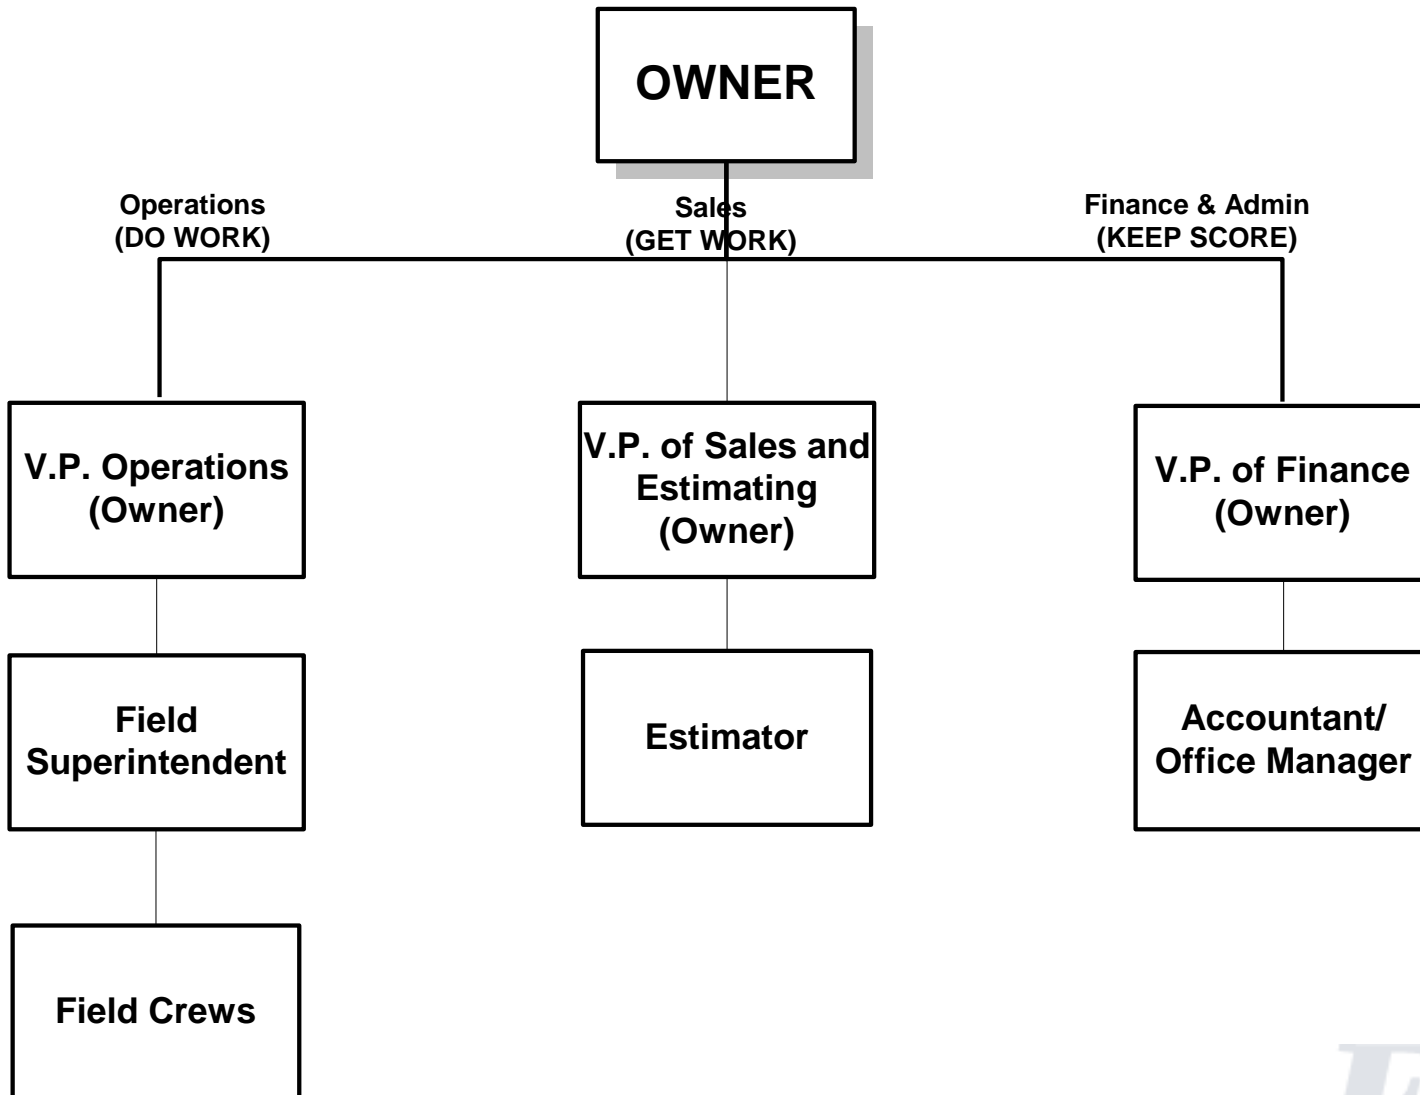 OWNER
Operations
(DO WORK)
Sales
(GET WORK)
Finance & Admin
(KEEP SCORE)
V.P. Operations
(Owner)
V.P. of Sales and
Estimating
(Owner)
V.P. of Finance
(Owner)
Field
Superintendent
Estimator
Accountant/
Office Manager
Field Crews